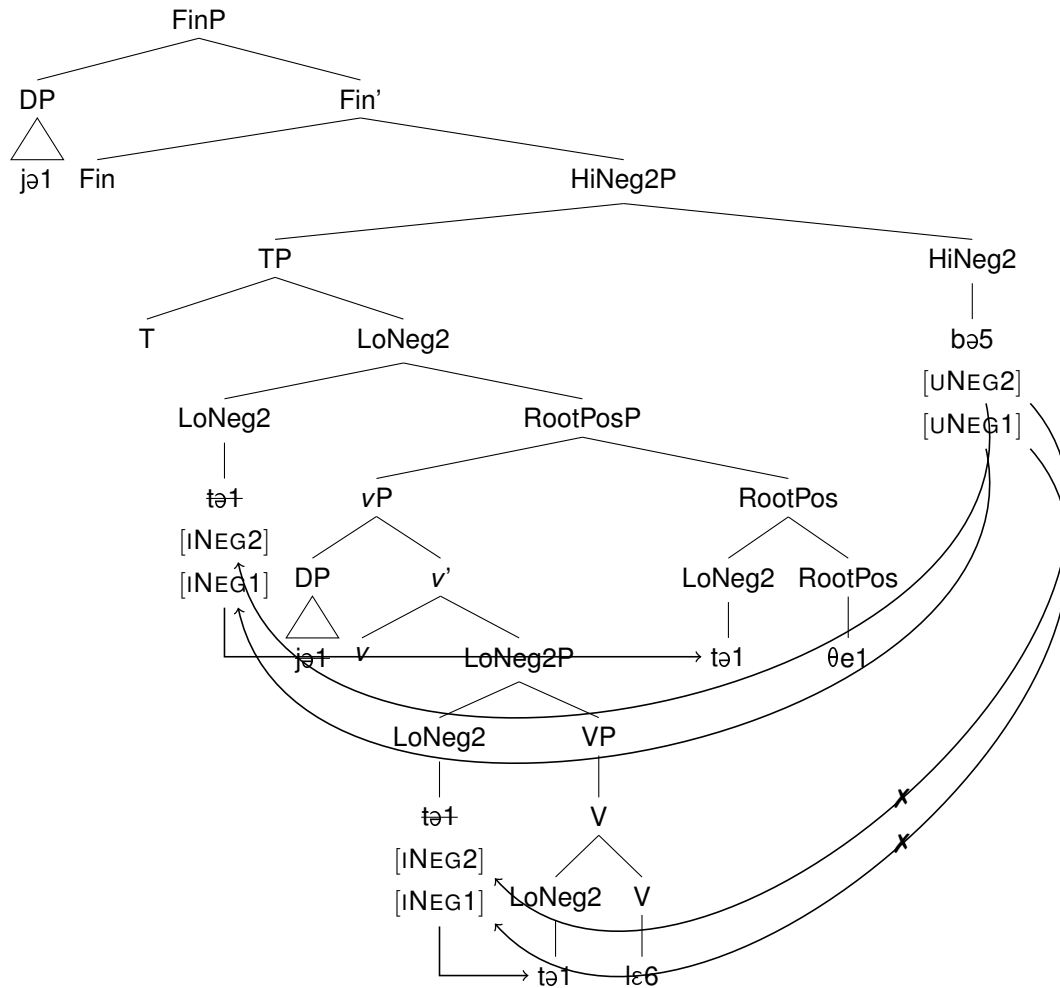 FinP
DP Fin'
jə1 Fin HiNeg2P
TP HiNeg2
T LoNeg2 bə5
[uNEG2]
LoNeg2 RootPosP [uNEG1]
tə1 vP RootPos
[iNEG2]
[iNEG1] DP v' LoNeg2 RootPos
jə1 v LoNeg2P tə1 θe1
LoNeg2 VP
tə1 V
[iNEG2]
[iNEG1] LoNeg2 V
tə1 lɛ6